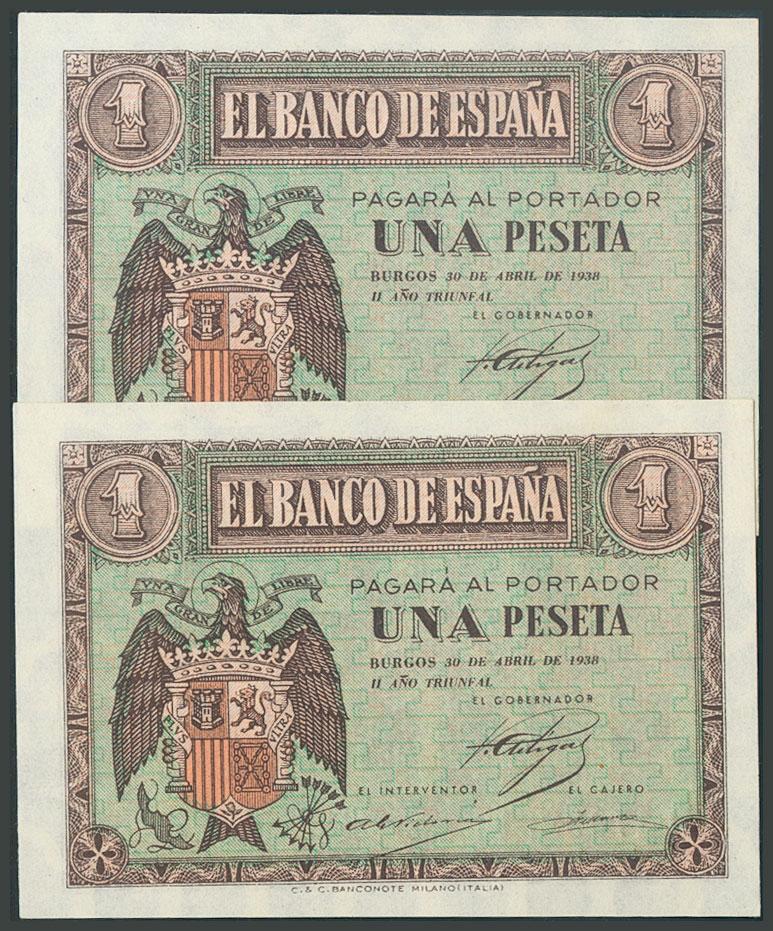 1 EL BANCO DE ESPAÑA 1
VNA GRANDE LIBRE
PAGARÁ AL PORTADOR
UNA PESETA
BURGOS 30 DE ABRIL DE 1938
II AÑO TRIUNFAL
EL GOBERNADOR
PLVS VLTRA
1 EL BANCO DE ESPAÑA 1
VNA GRANDE LIBRE
PAGARÁ AL PORTADOR
UNA PESETA
BURGOS 30 DE ABRIL DE 1938
II AÑO TRIUNFAL
EL GOBERNADOR
PLVS VLTRA
EL INTERVENTOR EL CAJERO
C. & C. BANCONOTE MILANO (ITALIA)